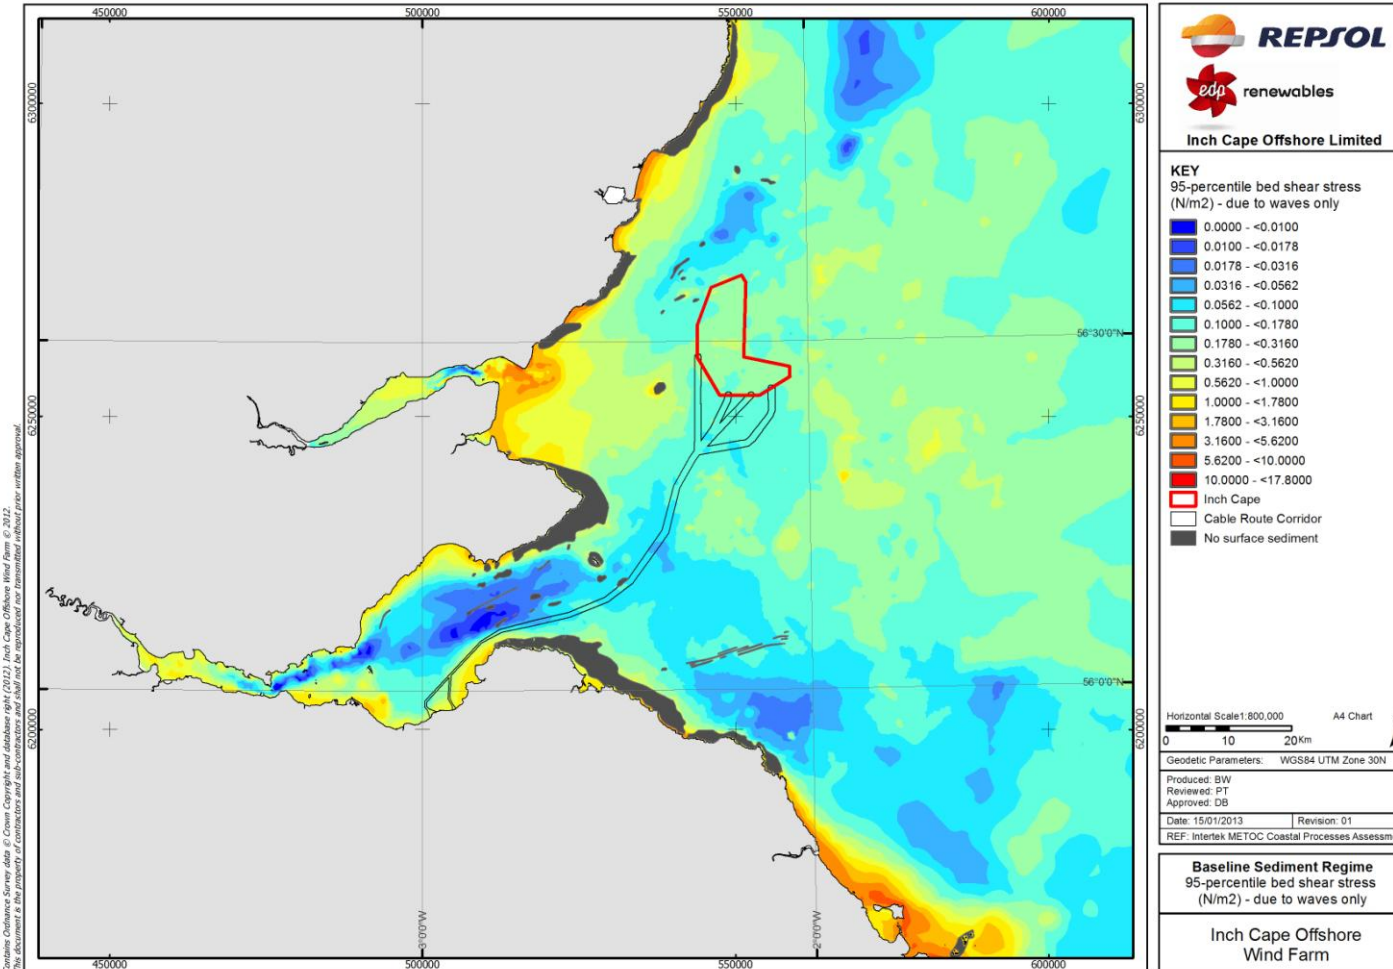 450000
500000
550000
600000
REPSOL
edp renewables
Inch Cape Offshore Limited
KEY
95-percentile bed shear stress
(N/m2) - due to waves only
0.0000 - <0.0100
0.0100 - <0.0178
0.0178 - <0.0316
0.0316 - <0.0562
0.0562 - <0.1000
0.1000 - <0.1780
0.1780 - <0.3160
0.3160 - <0.5620
0.5620 - <1.0000
1.0000 - <1.7800
1.7800 - <3.1600
3.1600 - <5.6200
5.6200 - <10.0000
10.0000 - <17.8000
Inch Cape
Cable Route Corridor
No surface sediment
Horizontal Scale1:800,000 A4 Chart
0 10 20Km
Geodetic Parameters: WGS84 UTM Zone 30N
Produced: BW
Reviewed: PT
Approved: DB
Date: 15/01/2013 Revision: 01
REF: Intertek METOC Coastal Processes Assessm
Baseline Sediment Regime
95-percentile bed shear stress
(N/m2) - due to waves only
Inch Cape Offshore
Wind Farm
6300000
6250000
6200000
6300000
6250000
6200000
56°30'0"N
56°0'0"N
3°0'0"W
2°0'0"W
450000
500000
550000
600000
Contains Ordnance Survey data © Crown Copyright and database right (2012). Inch Cape Offshore Wind Farm © 2012.
This document is the property of contractors and sub-contractors and shall not be reproduced nor transmitted without prior written approval.